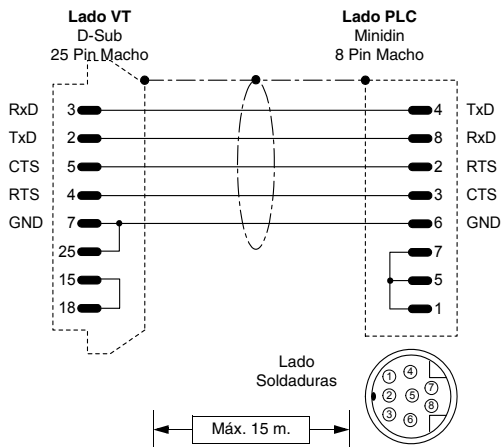 Lado VT
D-Sub
25 Pin Macho
Lado PLC
Minidin
8 Pin Macho
RxD 3 4 TxD
TxD 2 8 RxD
CTS 5 2 RTS
RTS 4 3 CTS
GND 7 6 GND
25 7
15 5
18 1
Lado
Soldaduras
1 4 7
2 5
3 6 8
Máx. 15 m.